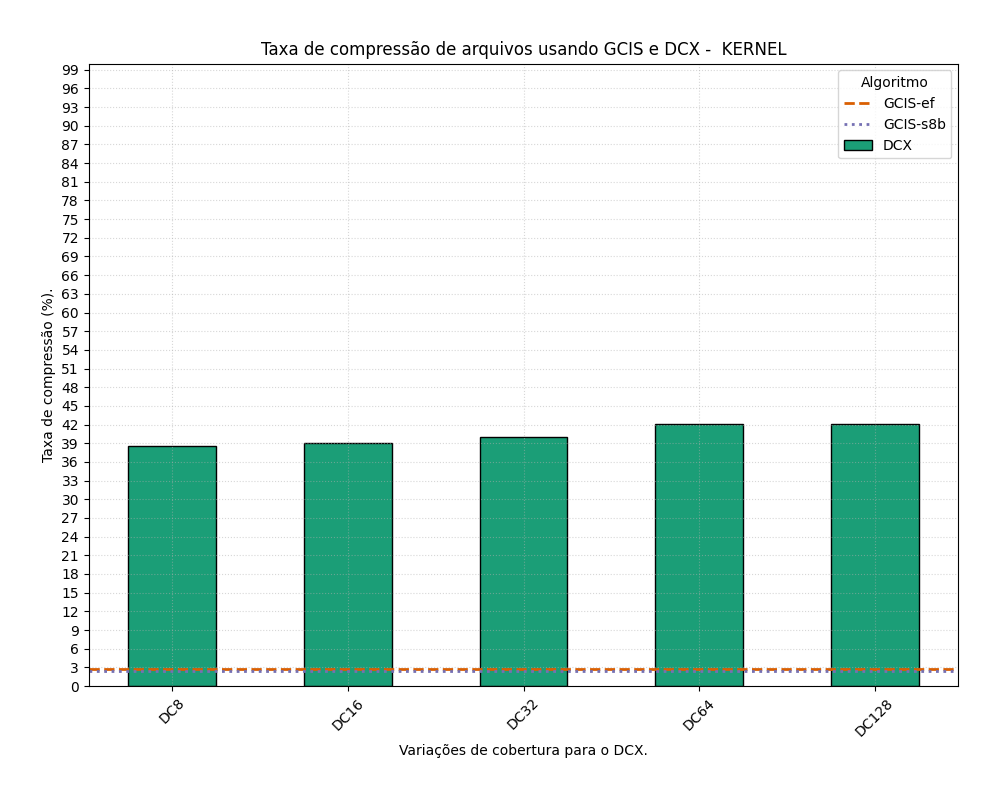 Taxa de compressão de arquivos usando GCIS e DCX -  KERNEL
Algoritmo
GCIS-ef
GCIS-s8b
DCX
Taxa de compressão (%).
99
96
93
90
87
84
81
78
75
72
69
66
63
60
57
54
51
48
45
42
39
36
33
30
27
24
21
18
15
12
9
6
3
0
DC8
DC16
DC32
DC64
DC128
Variações de cobertura para o DCX.